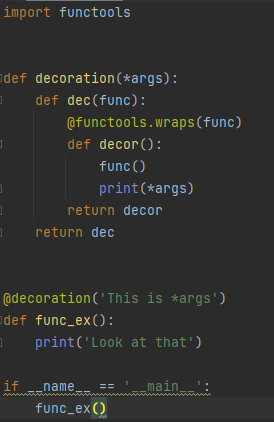 import functools
def decoration(*args):
    def dec(func):
        @functools.wraps(func)
        def decor():
            func()
            print(*args)
        return decor
    return dec
@decoration('This is *args')
def func_ex():
    print('Look at that')
if __name__ == '__main__':
    func_ex()